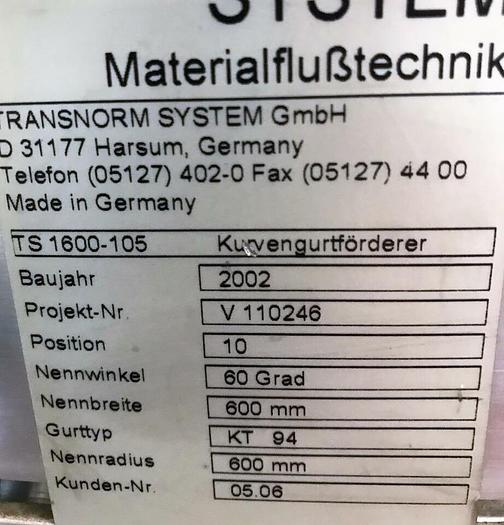 SYSTEM
Materialflußtechnik
TRANSNORM SYSTEM GmbH
D 31177 Harsum, Germany
Telefon (05127) 402-0 Fax (05127) 44 00
Made in Germany
TS 1600-105 Kurvengurtförderer
Baujahr 2002
Projekt-Nr. V 110246
Position 10
Nennwinkel 60 Grad
Nennbreite 600 mm
Gurttyp KT 94
Nennradius 600 mm
Kunden-Nr. 05.06